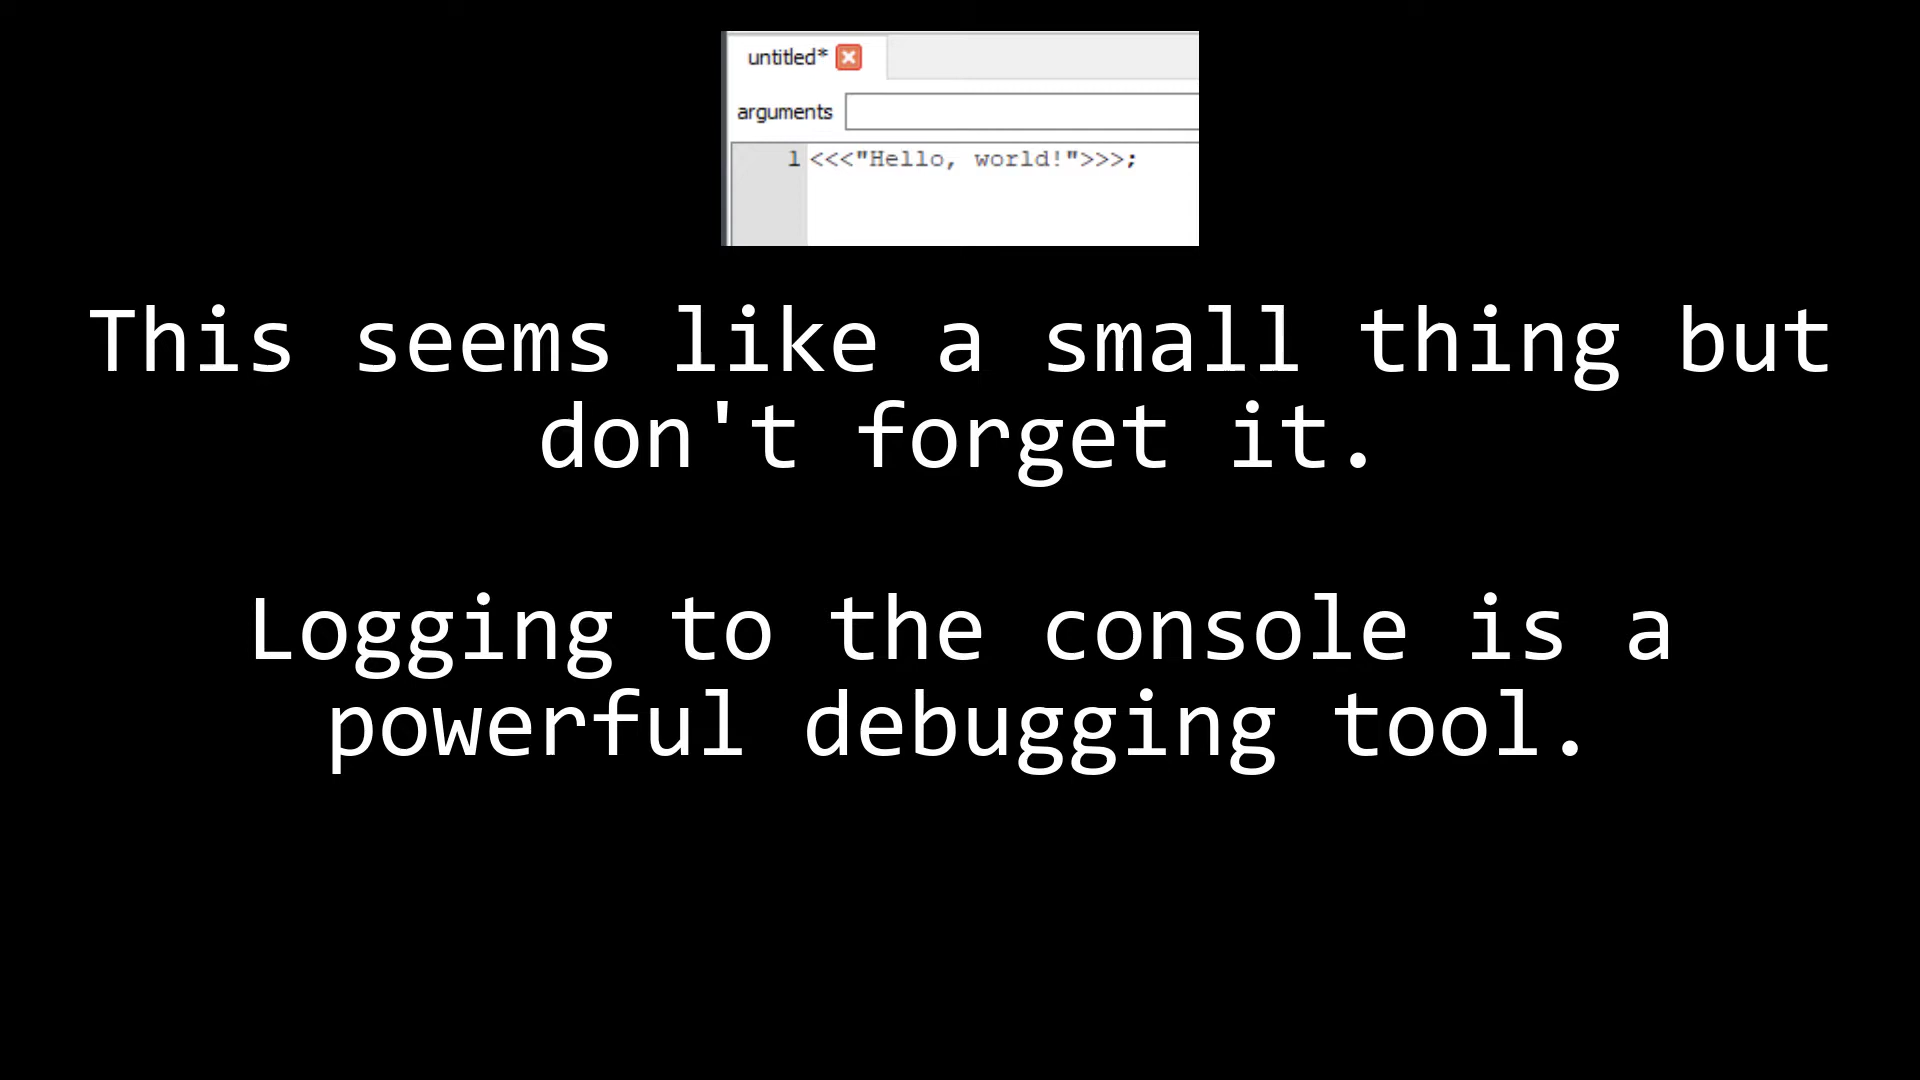 untitled*
arguments
1 <<<"Hello, world!">>>;
This seems like a small thing but
don't forget it.
Logging to the console is a
powerful debugging tool.